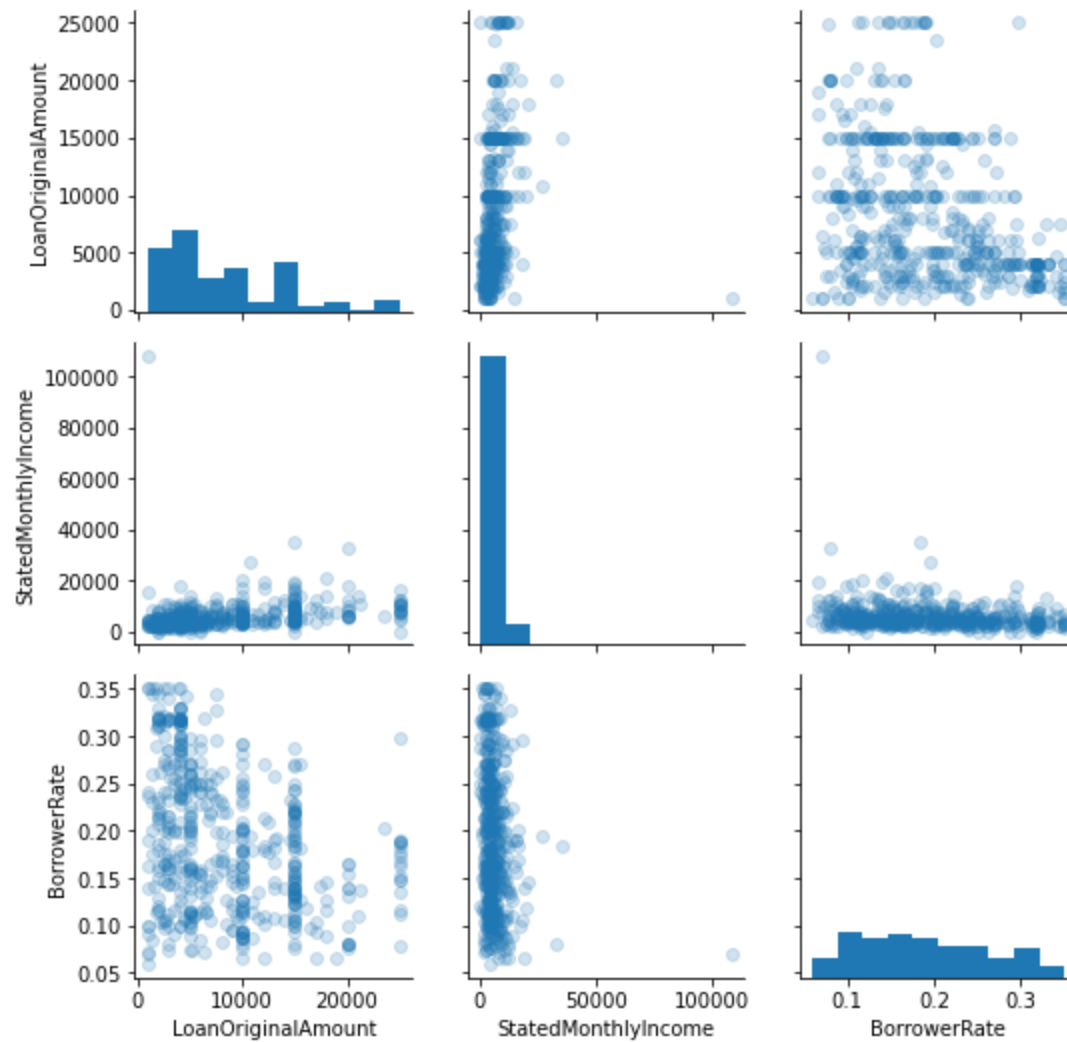 25000
20000
15000
10000
5000
0
LoanOriginalAmount
100000
80000
60000
40000
20000
0
StatedMonthlyIncome
0.35
0.30
0.25
0.20
0.15
0.10
0.05
BorrowerRate
0 10000 20000
LoanOriginalAmount
0 50000 100000
StatedMonthlyIncome
0.1 0.2 0.3
BorrowerRate